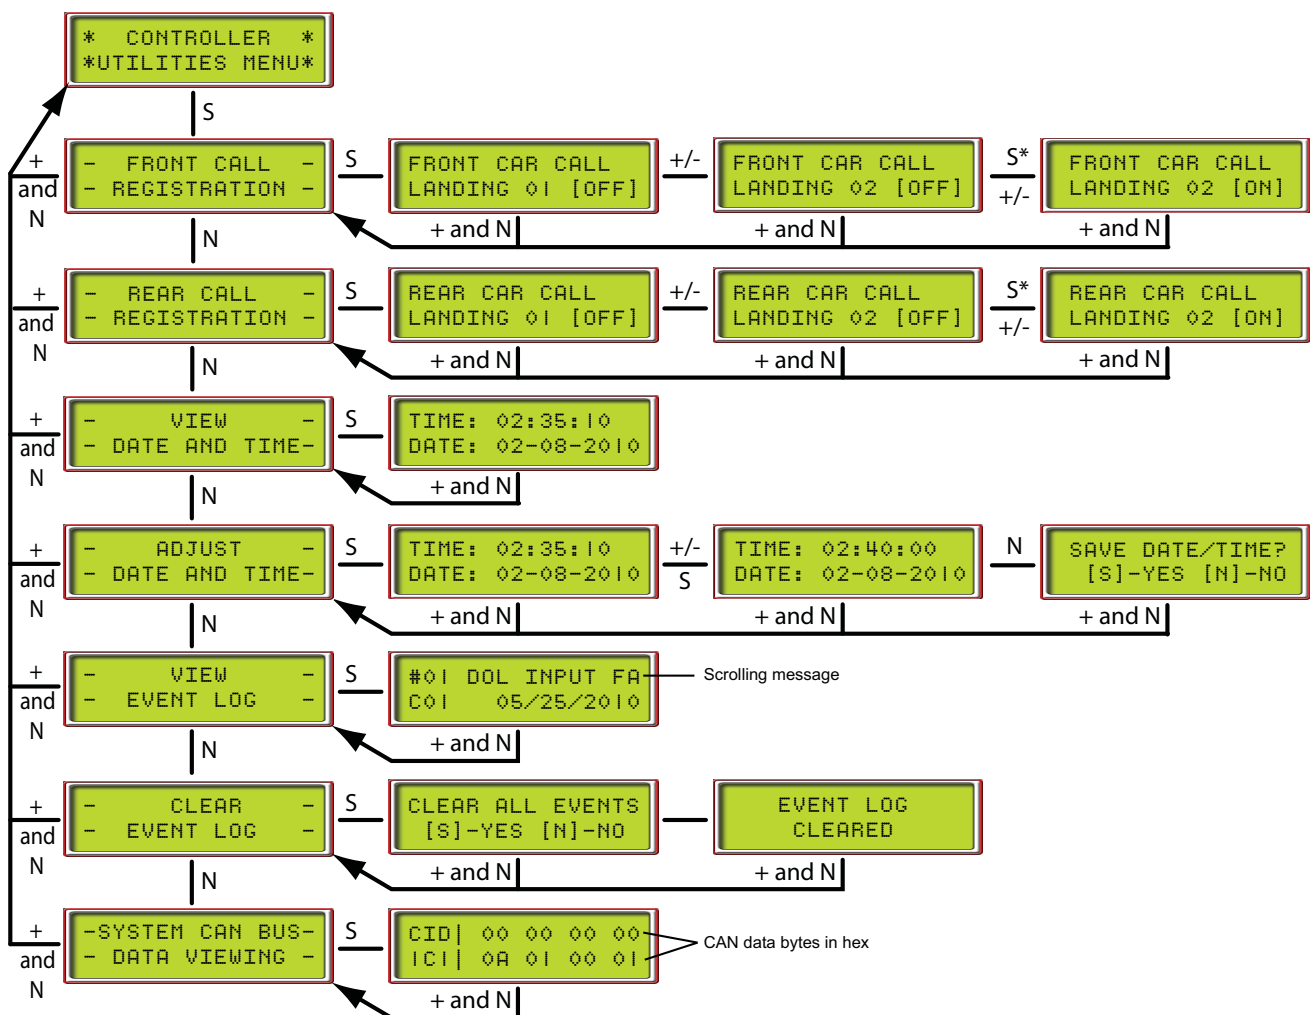 * CONTROLLER *
*UTILITIES MENU*
S
+
and
N
- FRONT CALL -
- REGISTRATION -
S
FRONT CAR CALL
LANDING 01 [OFF]
+/-
FRONT CAR CALL
LANDING 02 [OFF]
S*
+/-
FRONT CAR CALL
LANDING 02 [ON]
+ and N
+ and N
+ and N
N
+
and
N
- REAR CALL -
- REGISTRATION -
S
REAR CAR CALL
LANDING 01 [OFF]
+/-
REAR CAR CALL
LANDING 02 [OFF]
S*
+/-
REAR CAR CALL
LANDING 02 [ON]
+ and N
+ and N
+ and N
N
+
and
N
- VIEW -
- DATE AND TIME-
S
TIME: 02:35:10
DATE: 02-08-2010
+ and N
N
+
and
N
- ADJUST -
- DATE AND TIME-
S
TIME: 02:35:10
DATE: 02-08-2010
+/-
S
TIME: 02:40:00
DATE: 02-08-2010
N
SAVE DATE/TIME?
[S]-YES [N]-NO
+ and N
+ and N
+ and N
N
+
and
N
- VIEW -
- EVENT LOG -
S
#01 DOL INPUT FA
C01 05/25/2010
Scrolling message
+ and N
N
+
and
N
- CLEAR -
- EVENT LOG -
S
CLEAR ALL EVENTS
[S]-YES [N]-NO
EVENT LOG
CLEARED
+ and N
+ and N
N
+
and
N
-SYSTEM CAN BUS-
- DATA VIEWING -
S
CID| 00 00 00 00
1C1| 0A 01 00 01
CAN data bytes in hex
+ and N